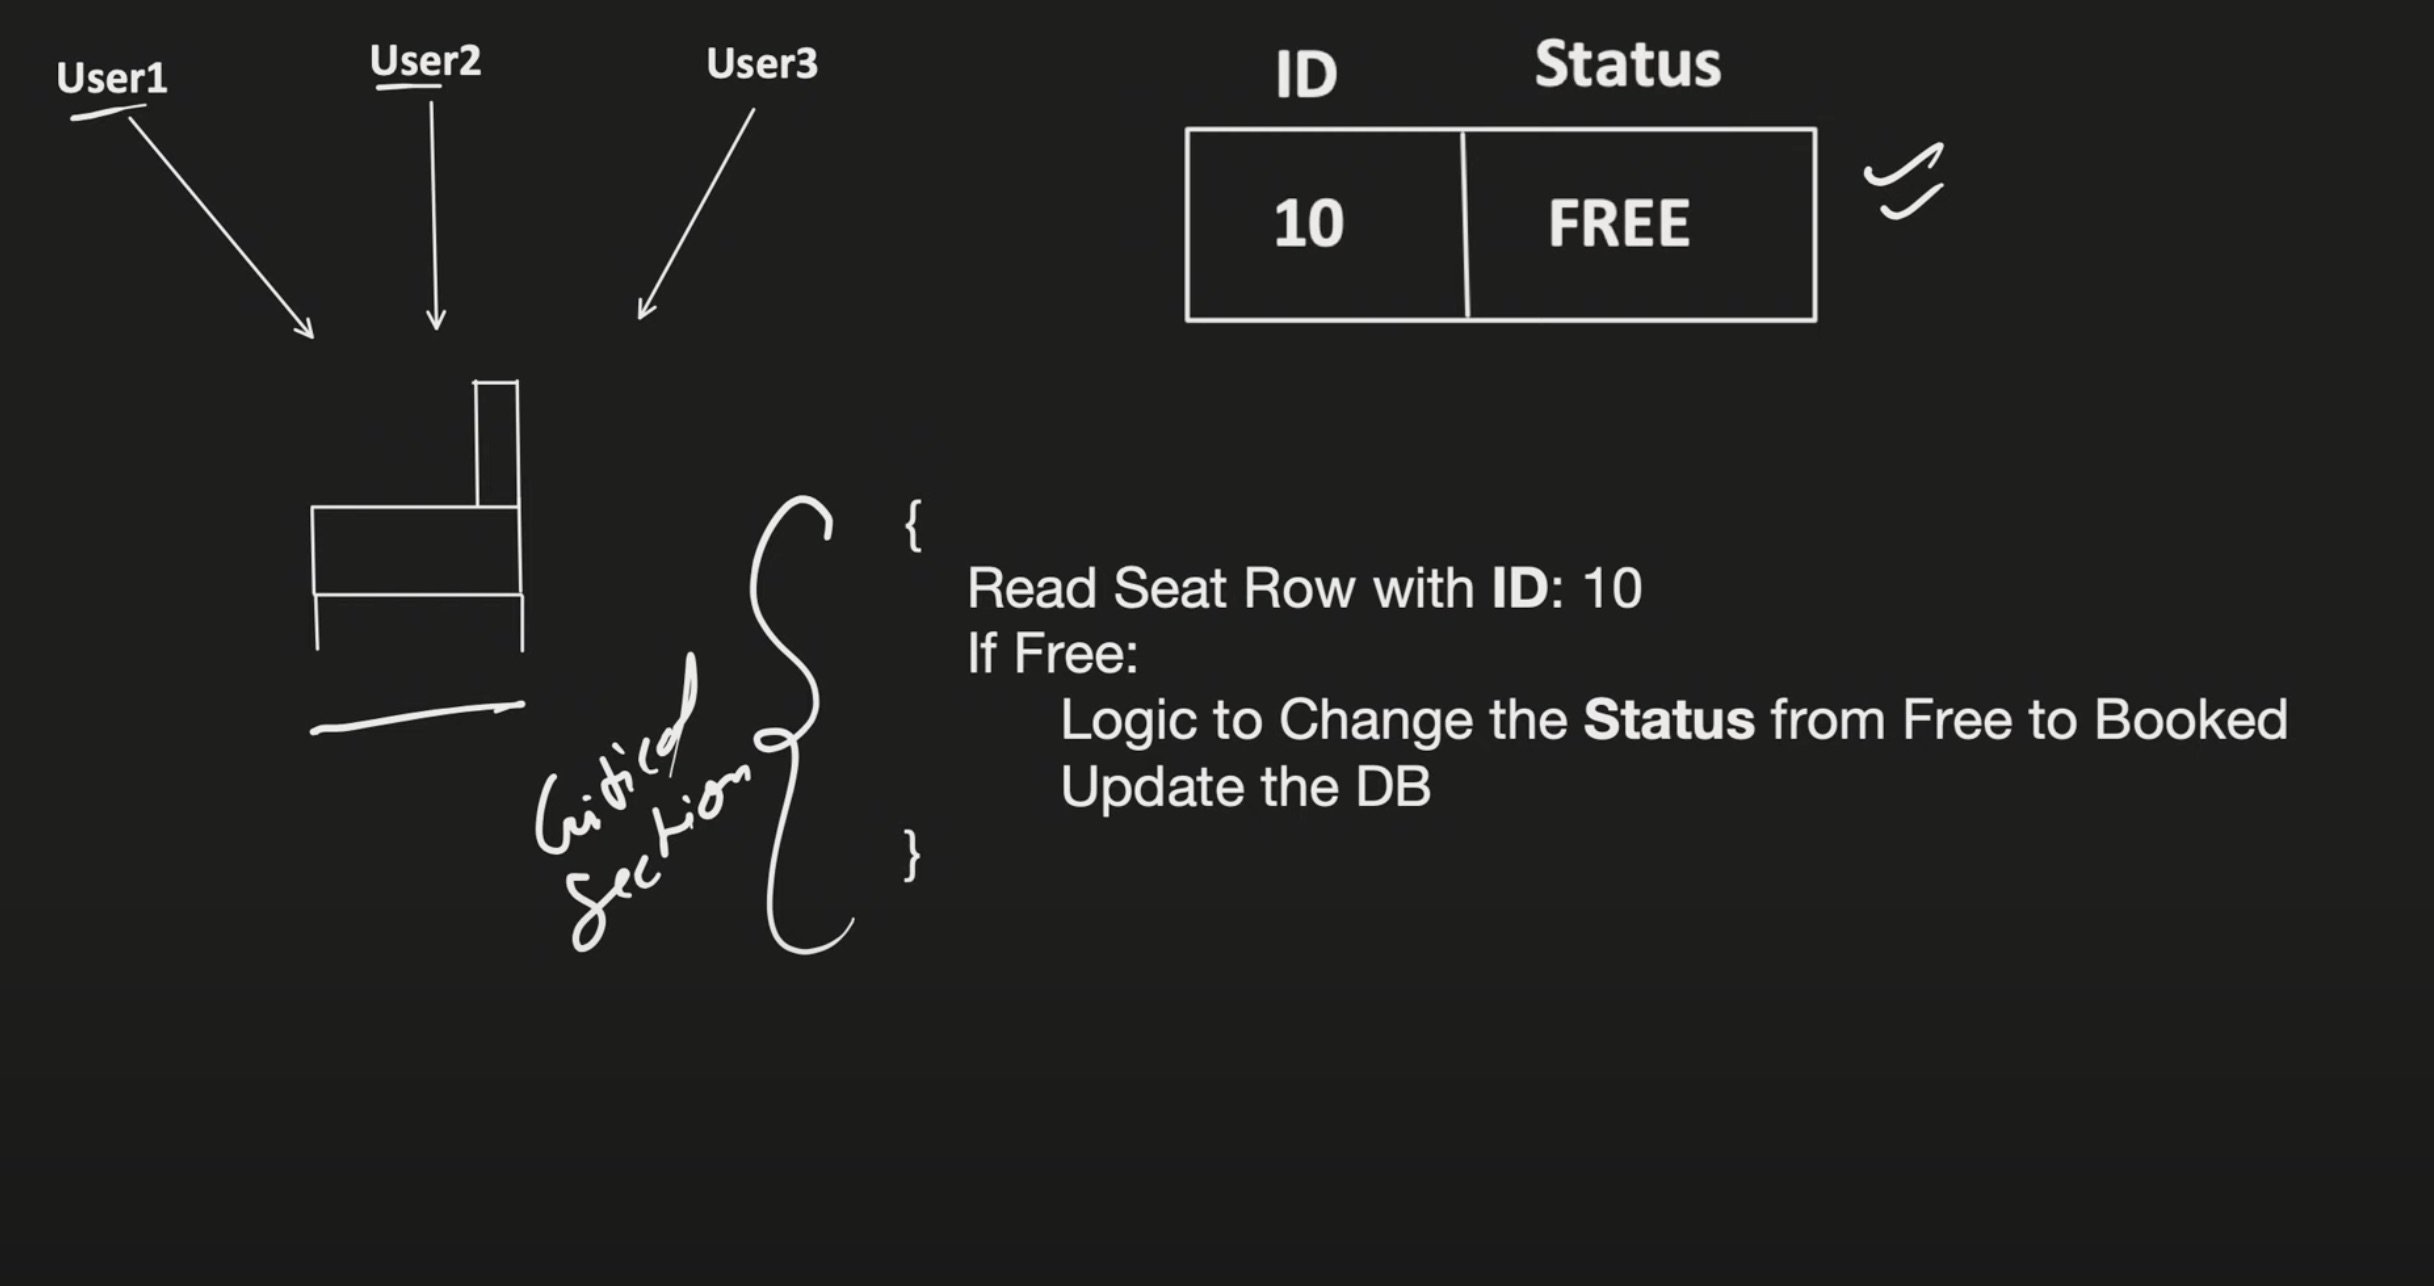 User1 User2 User3
ID Status
10 FREE
{
Read Seat Row with ID: 10
If Free:
Logic to Change the Status from Free to Booked
Update the DB
}
Critical
Section